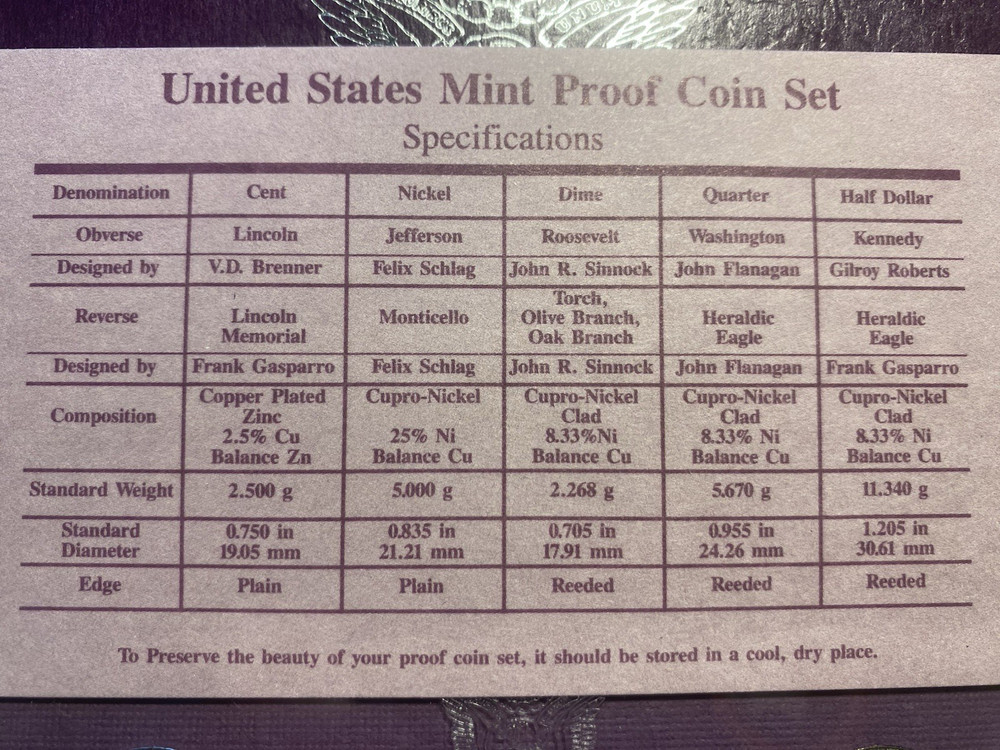 United States Mint Proof Coin Set
Specifications
Denomination Cent Nickel Dime Quarter Half Dollar
Obverse Lincoln Jefferson Roosevelt Washington Kennedy
Designed by V.D. Brenner Felix Schlag John R. Sinnock John Flanagan Gilroy Roberts
Torch,
Reverse Lincoln Monticello Olive Branch, Heraldic Heraldic
Memorial Oak Branch Eagle Eagle
Designed by Frank Gasparro Felix Schlag John R. Sinnock John Flanagan Frank Gasparro
Copper Plated Cupro-Nickel Cupro-Nickel Cupro-Nickel Cupro-Nickel
Composition Zinc Clad Clad Clad
2.5% Cu 25% Ni 8.33%Ni 8.33% Ni 8.33% Ni
Balance Zn Balance Cu Balance Cu Balance Cu Balance Cu
Standard Weight 2.500 g 5.000 g 2.268 g 5.670 g 11.340 g
Standard 0.750 in 0.835 in 0.705 in 0.955 in 1.205 in
Diameter 19.05 mm 21.21 mm 17.91 mm 24.26 mm 30.61 mm
Edge Plain Plain Reeded Reeded Reeded
To Preserve the beauty of your proof coin set, it should be stored in a cool, dry place.